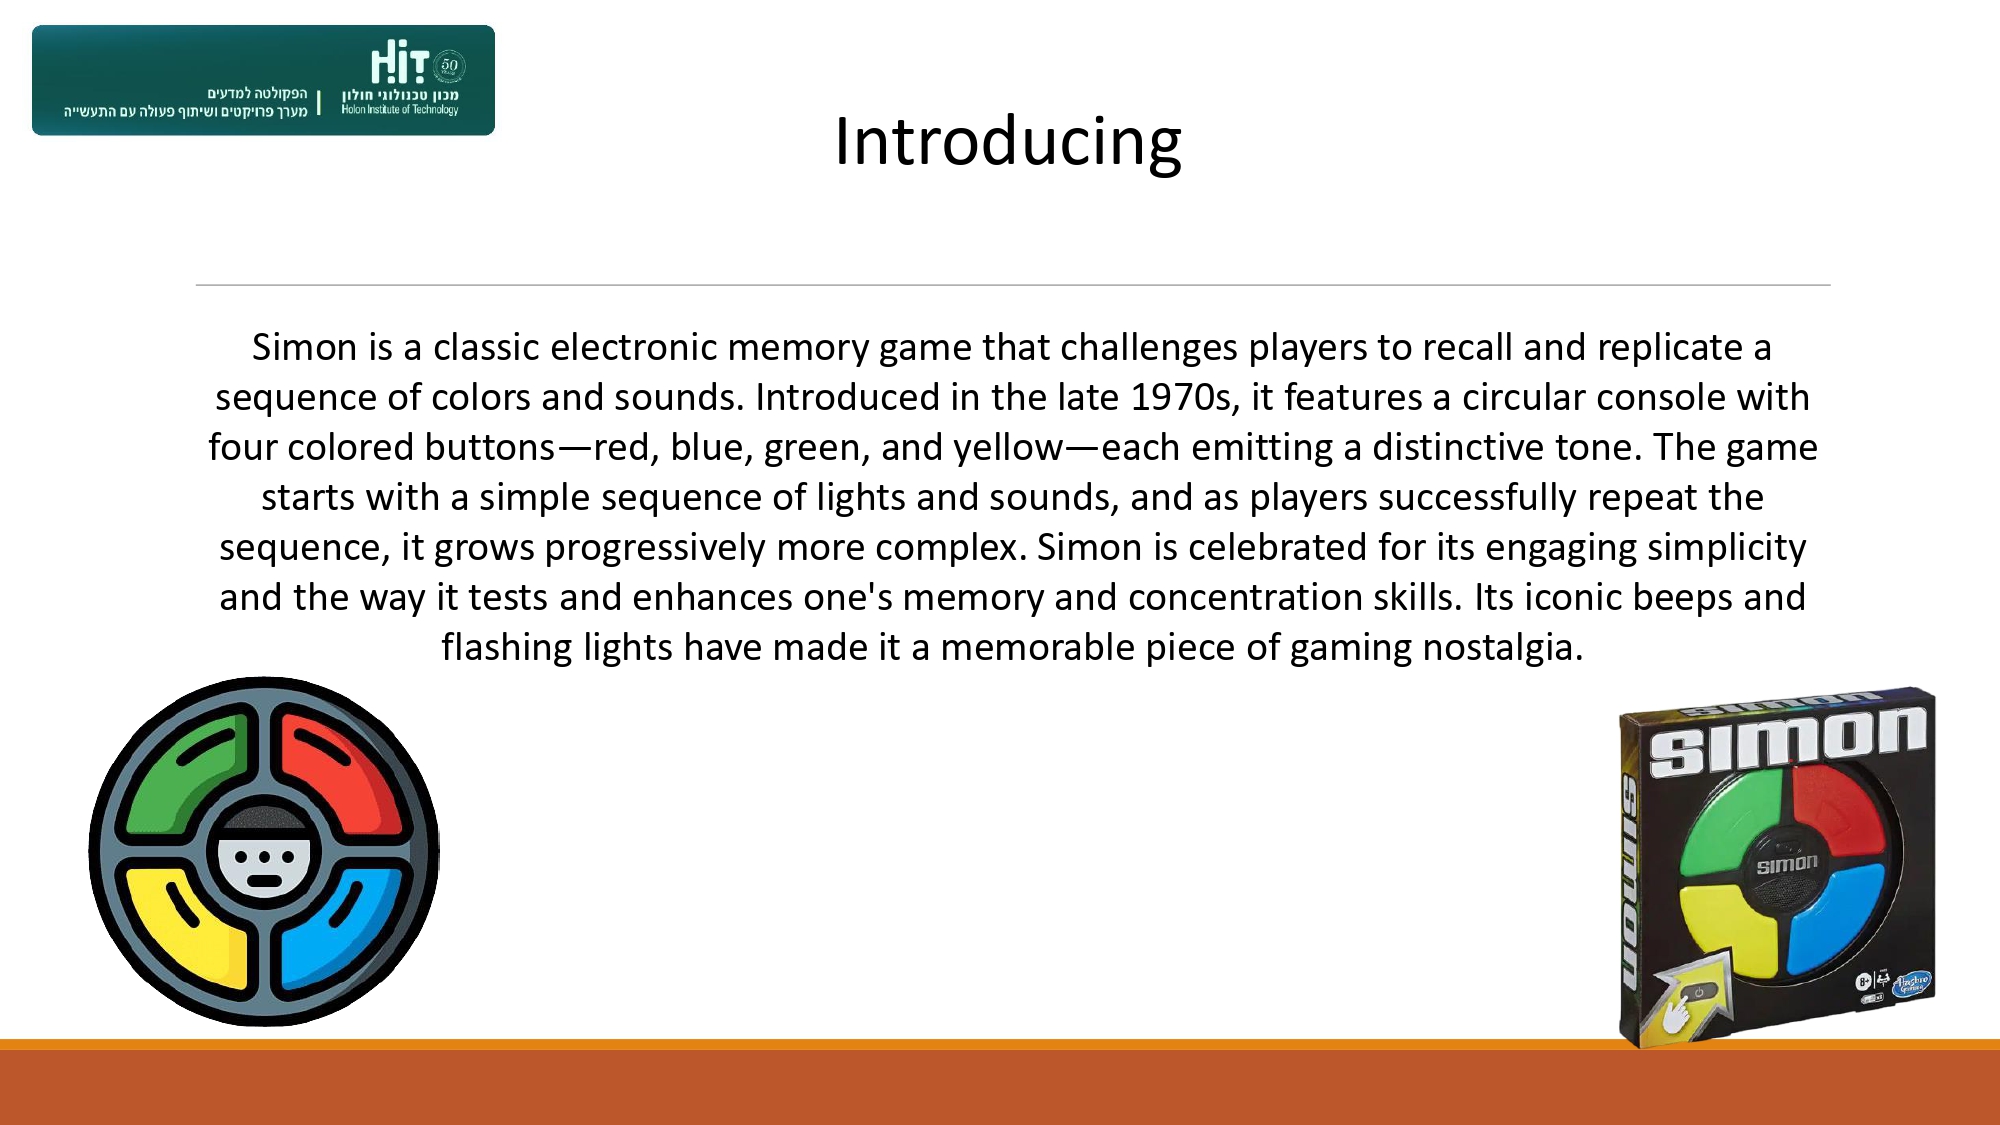 HiT
50
YEARS
מכון טכנולוגי חולון
Holon Institute of Technology
הפקולטה למדעים
מערך פרויקטים ושיתוף פעולה עם התעשייה
Introducing
Simon is a classic electronic memory game that challenges players to recall and replicate a
sequence of colors and sounds. Introduced in the late 1970s, it features a circular console with
four colored buttons—red, blue, green, and yellow—each emitting a distinctive tone. The game
starts with a simple sequence of lights and sounds, and as players successfully repeat the
sequence, it grows progressively more complex. Simon is celebrated for its engaging simplicity
and the way it tests and enhances one's memory and concentration skills. Its iconic beeps and
flashing lights have made it a memorable piece of gaming nostalgia.
simon
simon
simon
simon
8+
Hasbro
Gaming